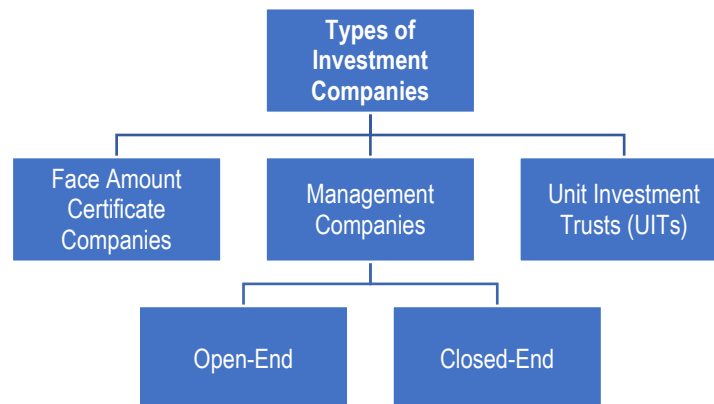 Types of
Investment
Companies
Face Amount
Certificate
Companies
Management
Companies
Unit Investment
Trusts (UITs)
Open-End
Closed-End